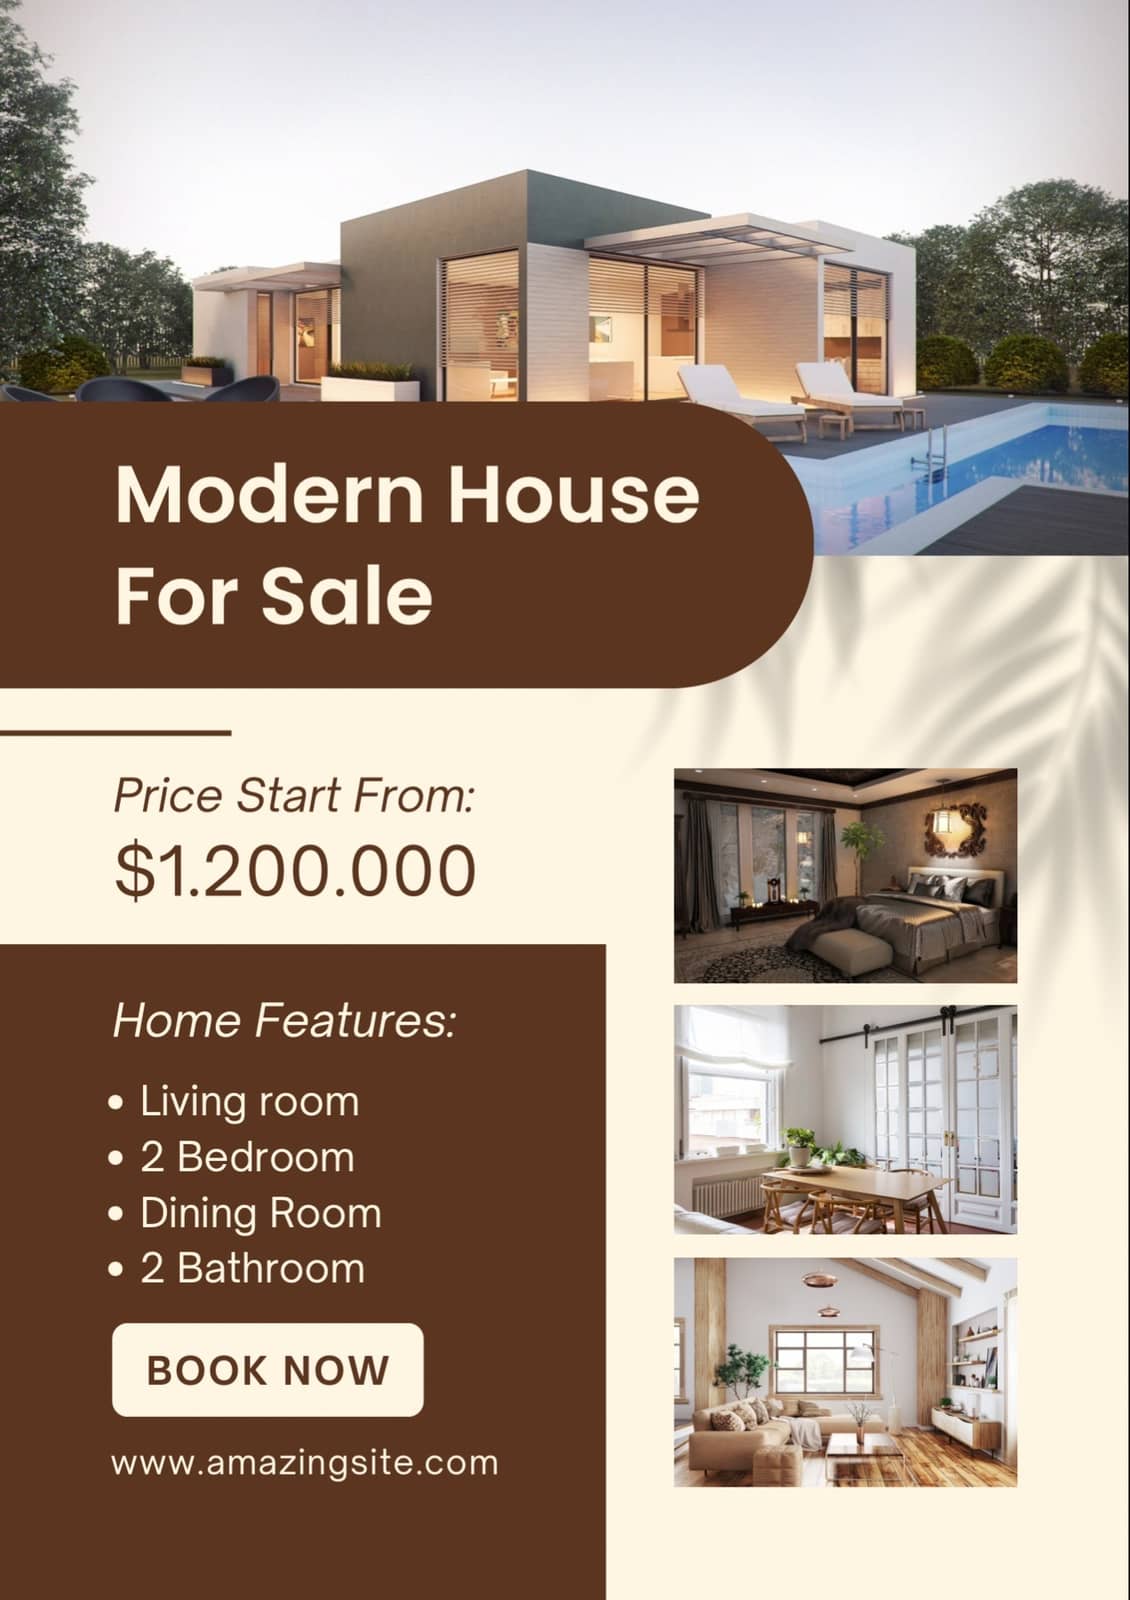 Modern House
For Sale
Price Start From:
$1.200.000
Home Features:
• Living room
• 2 Bedroom
• Dining Room
• 2 Bathroom
BOOK NOW
www.amazingsite.com